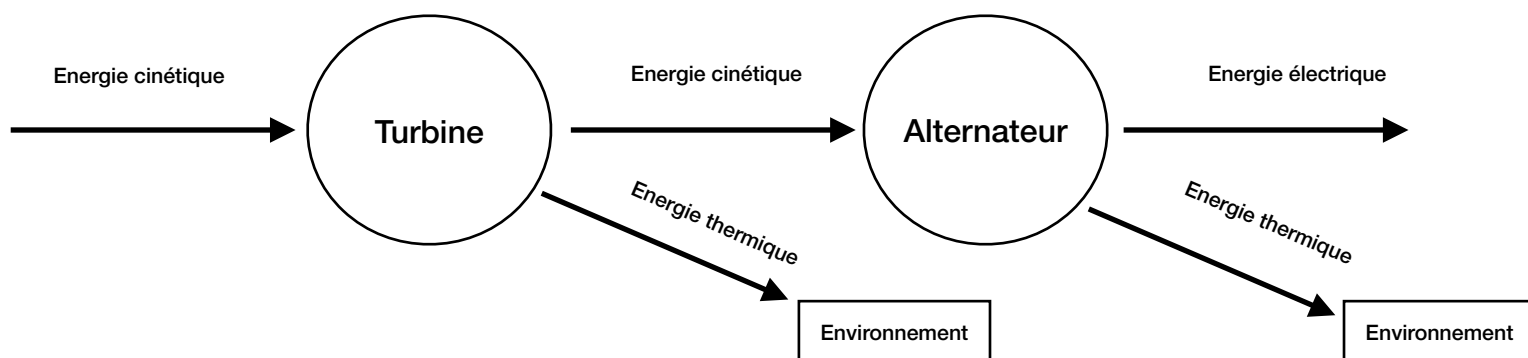 Energie cinétique
Energie cinétique
Energie électrique
Turbine
Alternateur
Energie thermique
Energie thermique
Environnement
Environnement